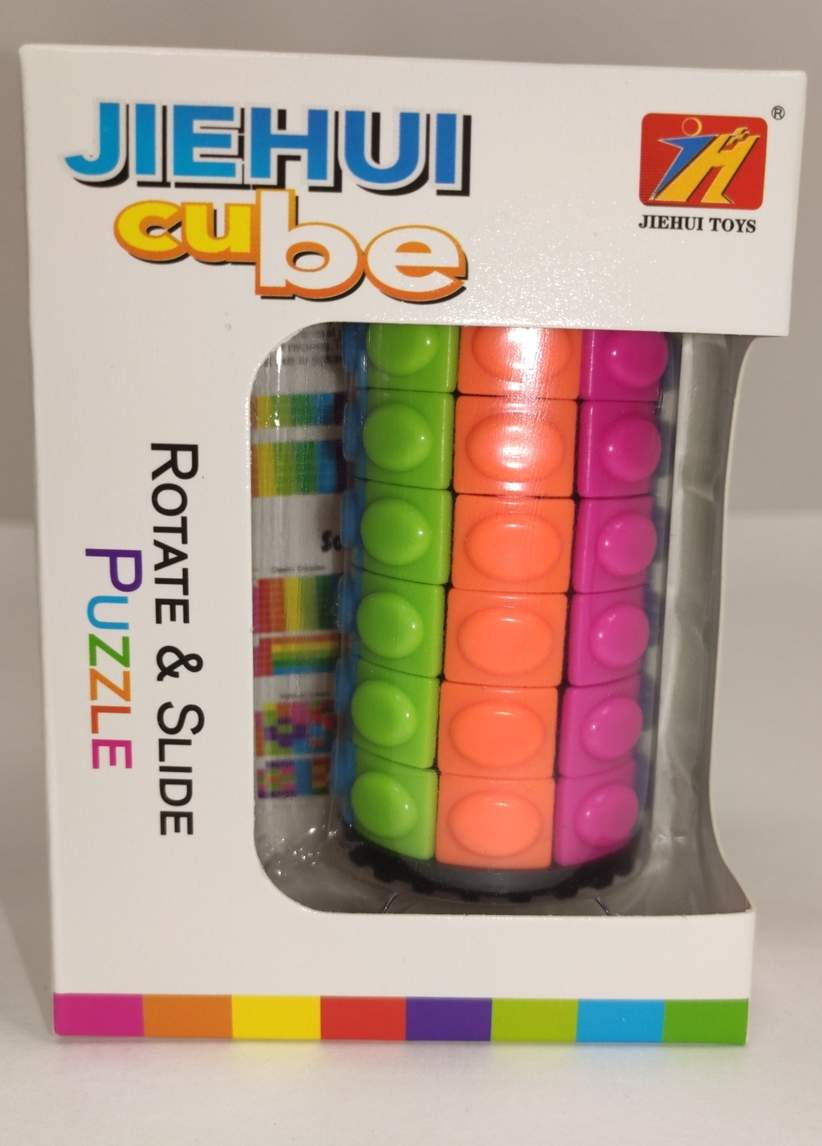 JIEHUI
cube
®
JIEHUI TOYS
ROTATE & SLIDE
PUZZLE